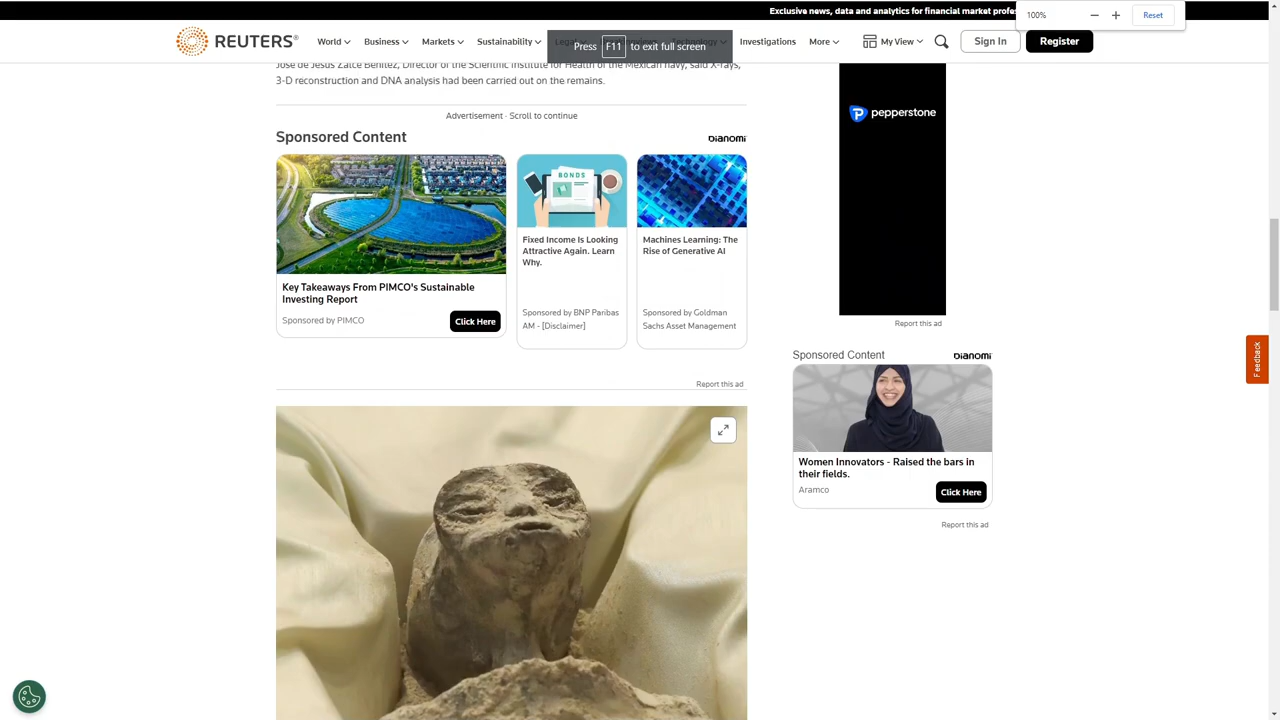 Exclusive news, data and analytics for financial market profes
100%
Reset
REUTERS
World
Business
Markets
Sustainability
Press F11 to exit full screen
Investigations
More
My View
Sign In
Register
José de Jesús Zalce Benítez, Director of the Scientific Institute for Health of the Mexican navy, said X-rays,
3-D reconstruction and DNA analysis had been carried out on the remains.
Advertisement · Scroll to continue
Sponsored Content
bianomi
BONDS
Key Takeaways From PIMCO's Sustainable
Investing Report
Sponsored by PIMCO
Click Here
Fixed Income Is Looking
Attractive Again. Learn
Why.
Sponsored by BNP Paribas
AM - [Disclaimer]
Machines Learning: The
Rise of Generative AI
Sponsored by Goldman
Sachs Asset Management
Report this ad
pepperstone
Report this ad
Sponsored Content
bianomi
Women Innovators - Raised the bars in
their fields.
Aramco
Click Here
Report this ad
Feedback